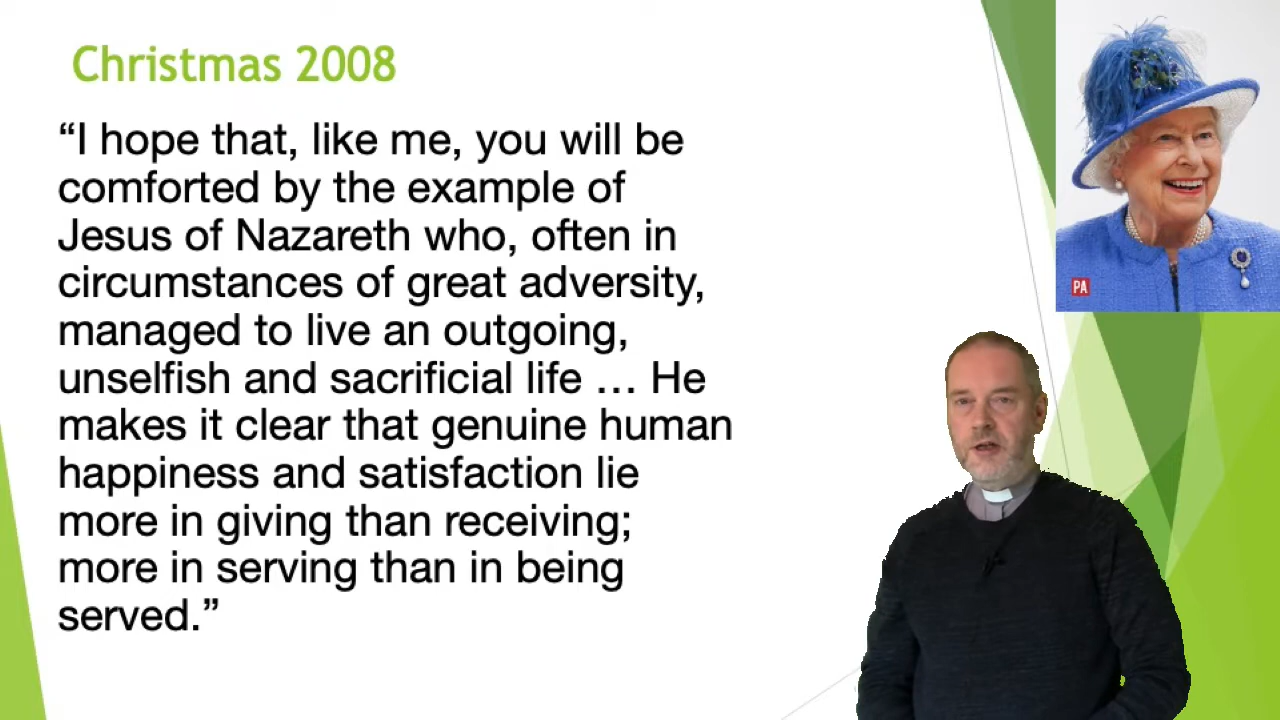 Christmas 2008
“I hope that, like me, you will be
comforted by the example of
Jesus of Nazareth who, often in
circumstances of great adversity,
managed to live an outgoing,
unselfish and sacrificial life … He
makes it clear that genuine human
happiness and satisfaction lie
more in giving than receiving;
more in serving than in being
served.”
PA